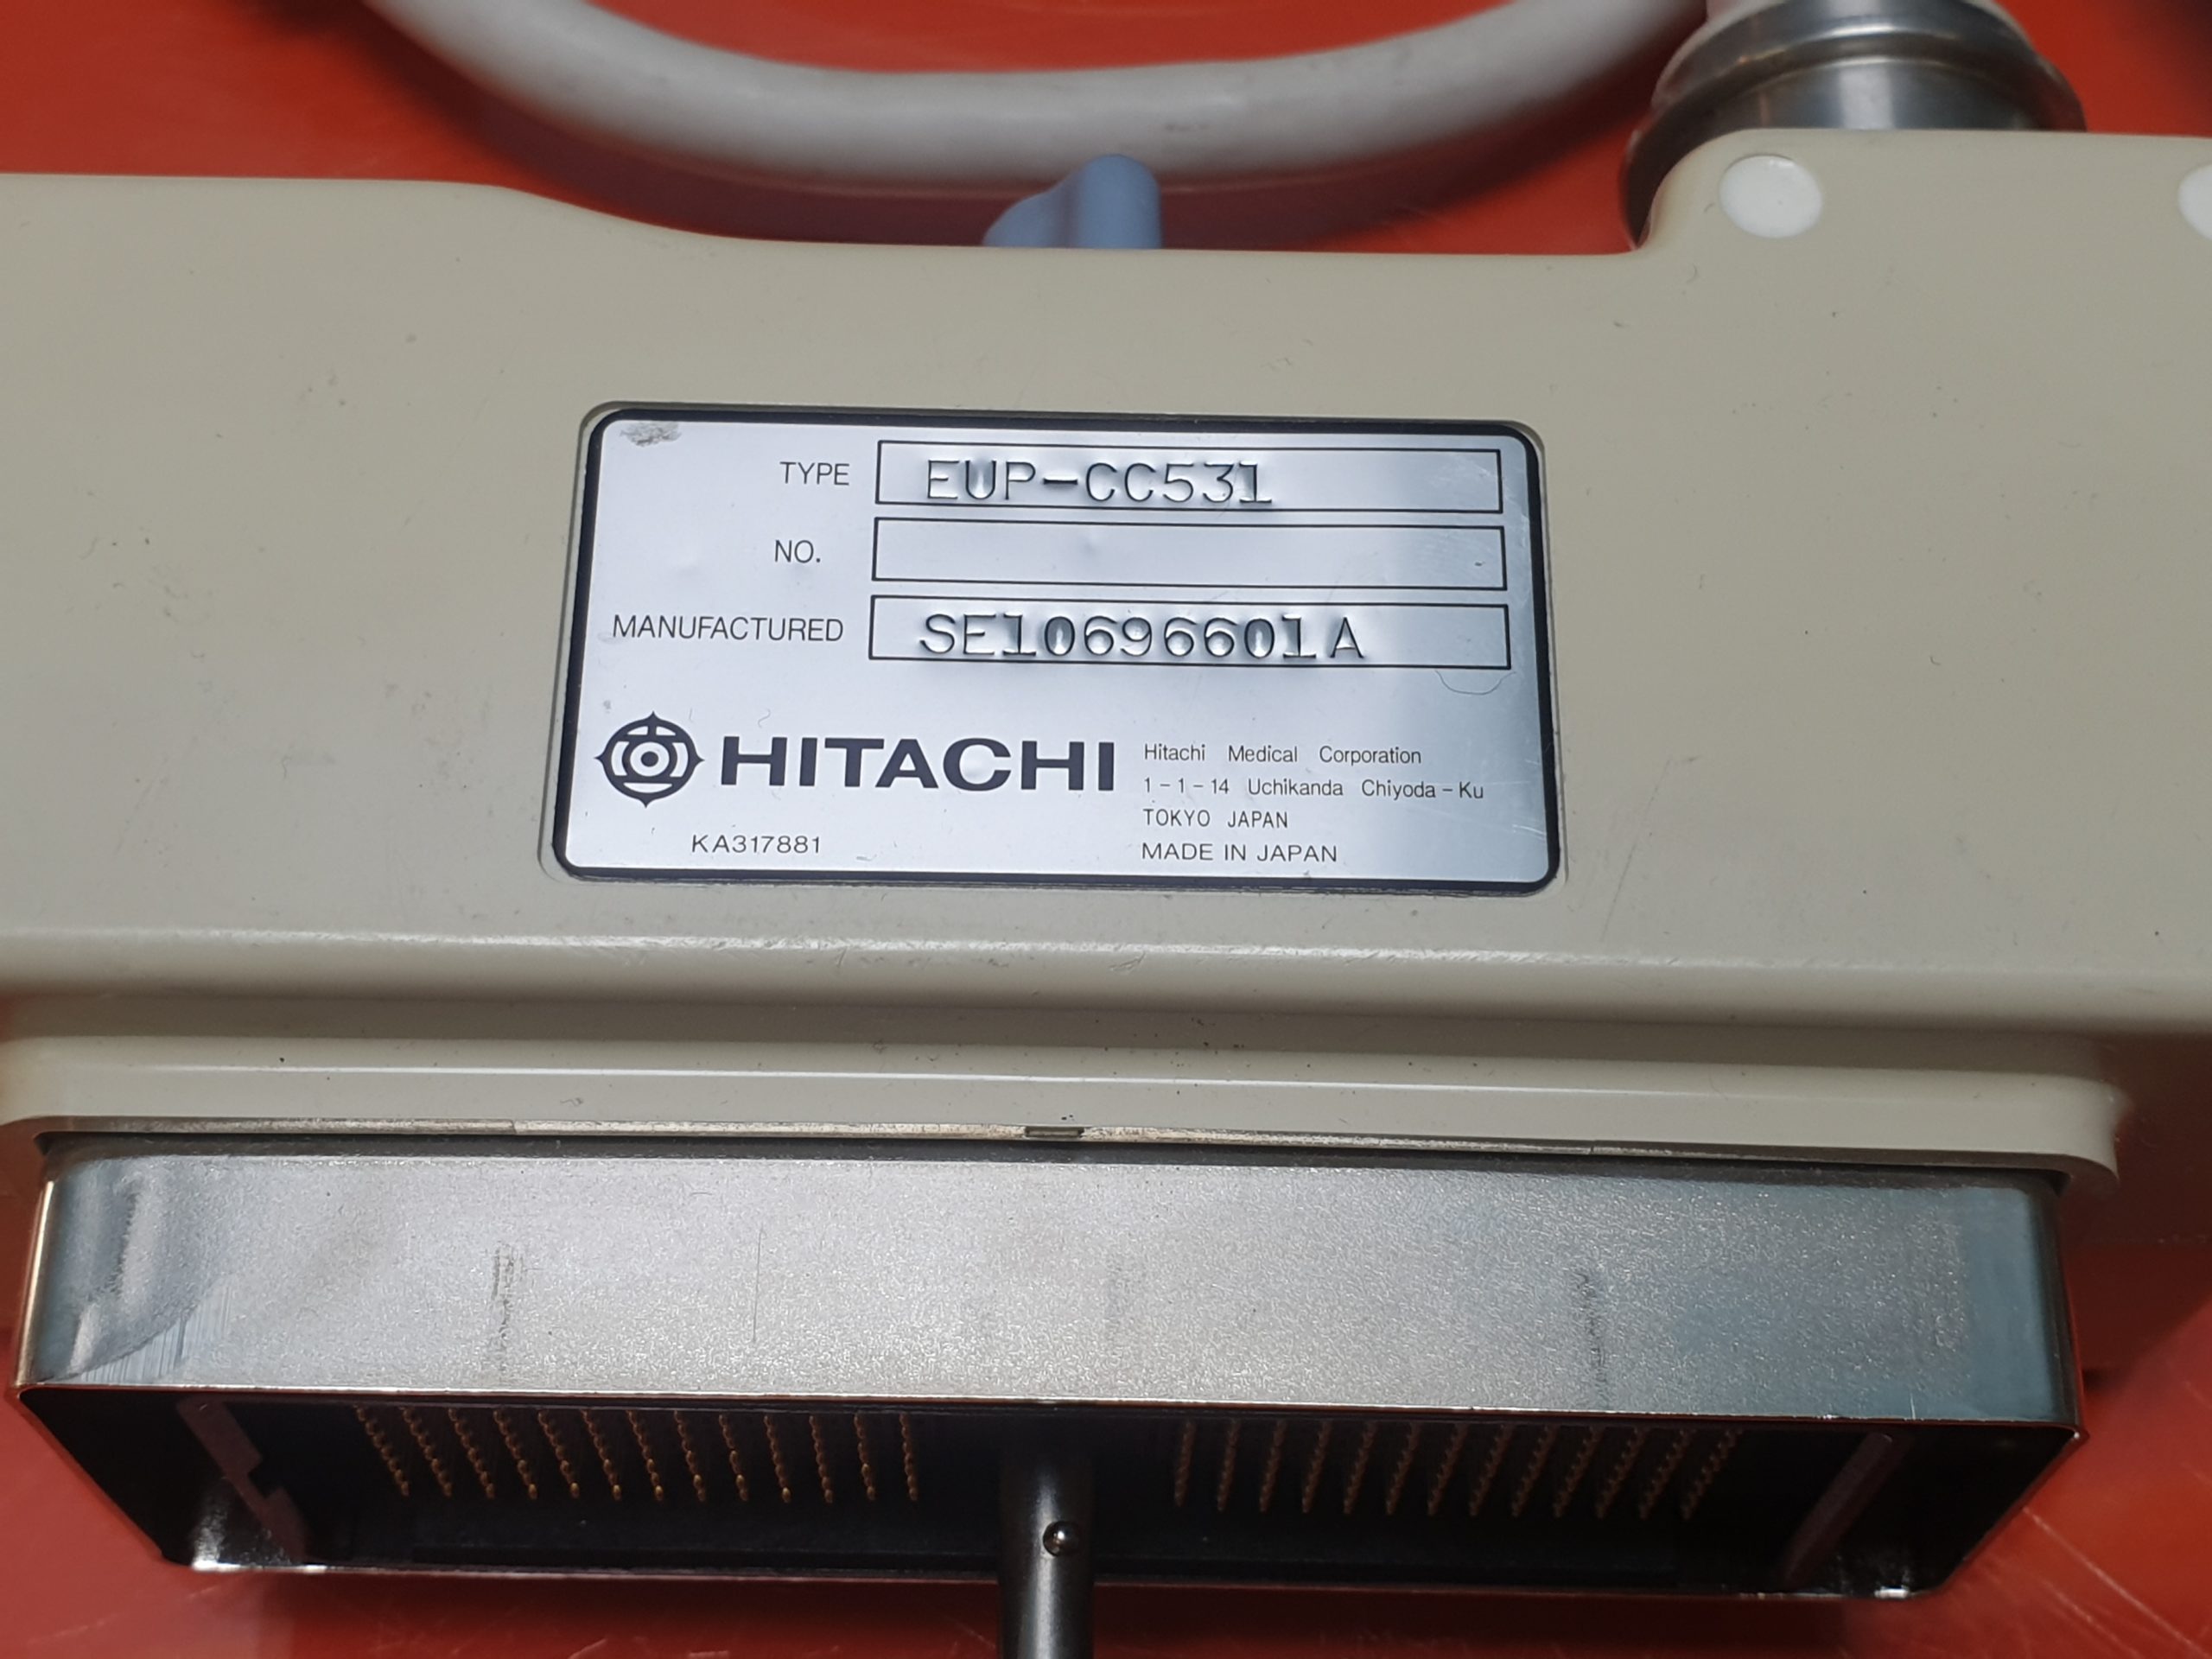 TYPE EUP-CC531
NO.
MANUFACTURED SE10696601A
HITACHI
Hitachi Medical Corporation
1-1-14 Uchikanda Chiyoda-Ku
TOKYO JAPAN
KA317881
MADE IN JAPAN